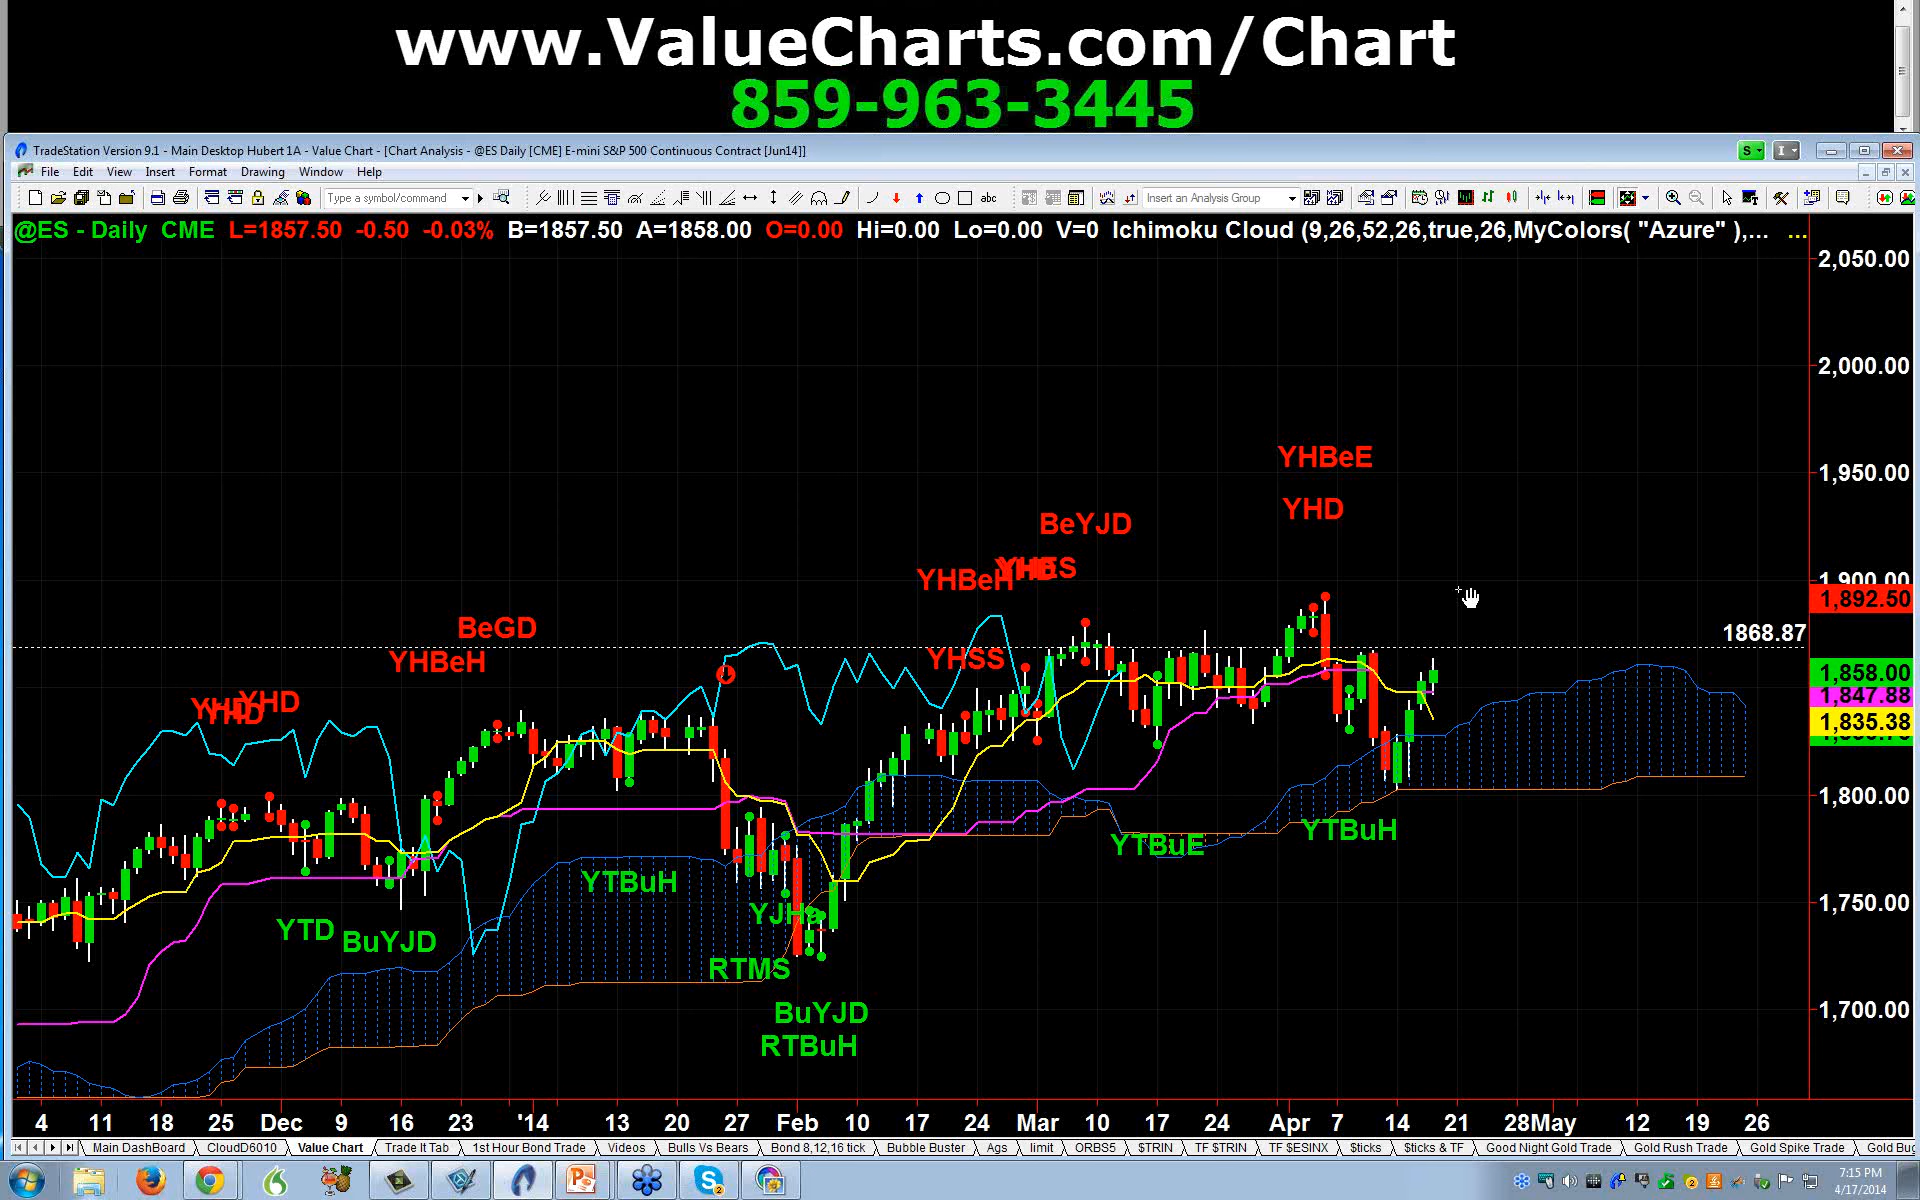 www.ValueCharts.com/Chart
859-963-3445
TradeStation Version 9.1 - Main Desktop Hubert 1A - Value Chart - [Chart Analysis - @ES Daily [CME] E-mini S&P 500 Continuous Contract [Jun14]]
S I
File Edit View Insert Format Drawing Window Help
Type a symbol/command abc Insert an Analysis Group
@ES - Daily CME L=1857.50 -0.50 -0.03% B=1857.50 A=1858.00 O=0.00 Hi=0.00 Lo=0.00 V=0 Ichimoku Cloud (9,26,52,26,true,26,MyColors( "Azure" ),... ...
2,050.00
2,000.00
YHBeE
1,950.00
YHD
BeYJD
YHBeH YHSS
1,900.00
1,892.50
BeGD
1868.87
YHBeH YHSS
1,858.00
1,847.88
YHD YHD YHD
1,835.38
1,800.00
YTBuH
YTBuE
YTBuH
1,750.00
YTD BuYJD
RTMS
BuYJD
1,700.00
RTBuH
4 11 18 25 Dec 9 16 23 '14 13 20 27 Feb 10 17 24 Mar 10 17 24 Apr 7 14 21 28 May 12 19 26
Main DashBoard CloudD6010 Value Chart Trade It Tab 1st Hour Bond Trade Videos Bulls Vs Bears Bond 8,12,16 tick Bubble Buster Ags limit ORBS5 $TRIN TF $TRIN TF $ESINX $ticks $ticks & TF Good Night Gold Trade Gold Rush Trade Gold Spike Trade Gold Bug
7:15 PM
4/17/2014